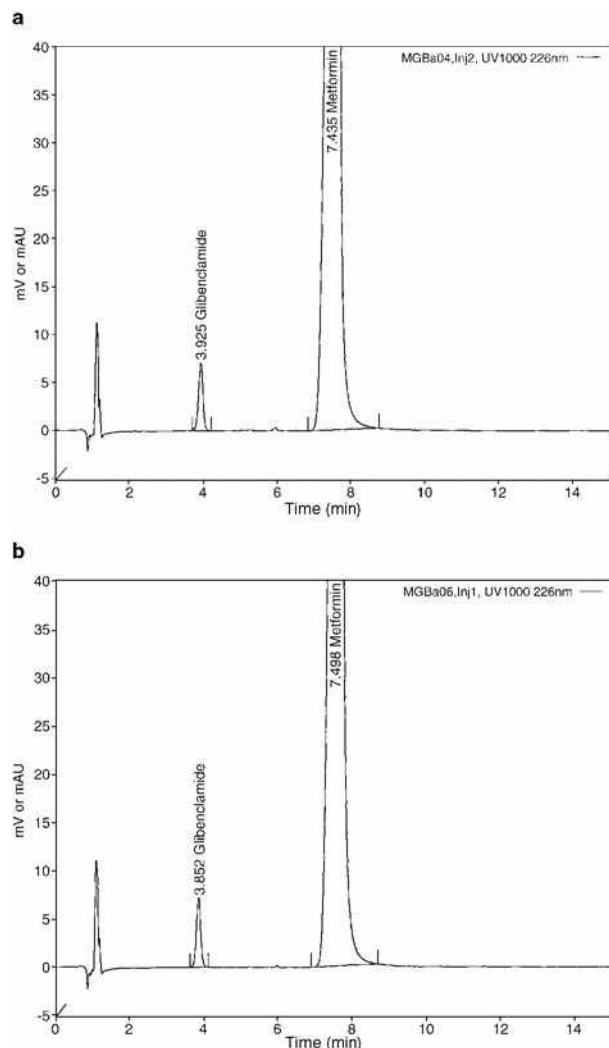 a
40
35
30
25
20
15
10
5
0
-5
mV or mAU
MGBa04,Inj2, UV1000 226nm
3.925 Glibenclamide
7.435 Metformin
0 2 4 6 8 10 12 14
Time (min)
b
40
35
30
25
20
15
10
5
0
-5
mV or mAU
MGBa06,Inj1, UV1000 226nm
3.852 Glibenclamide
7.498 Metformin
0 2 4 6 8 10 12 14
Time (min)